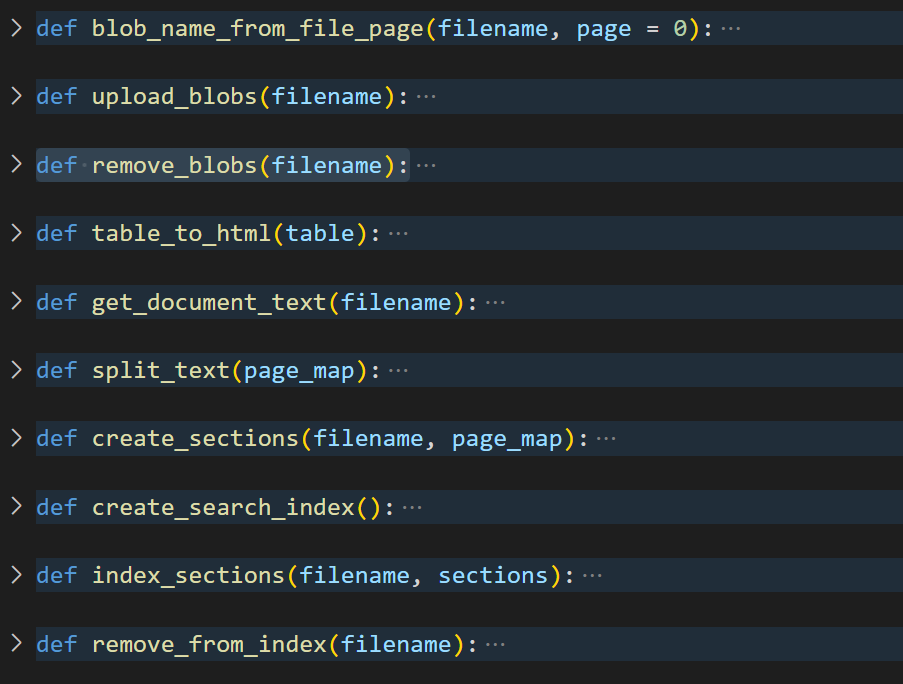 def blob_name_from_file_page(filename, page = 0):···
def upload_blobs(filename):···
def remove_blobs(filename):···
def table_to_html(table):···
def get_document_text(filename):···
def split_text(page_map):···
def create_sections(filename, page_map):···
def create_search_index():···
def index_sections(filename, sections):···
def remove_from_index(filename):···